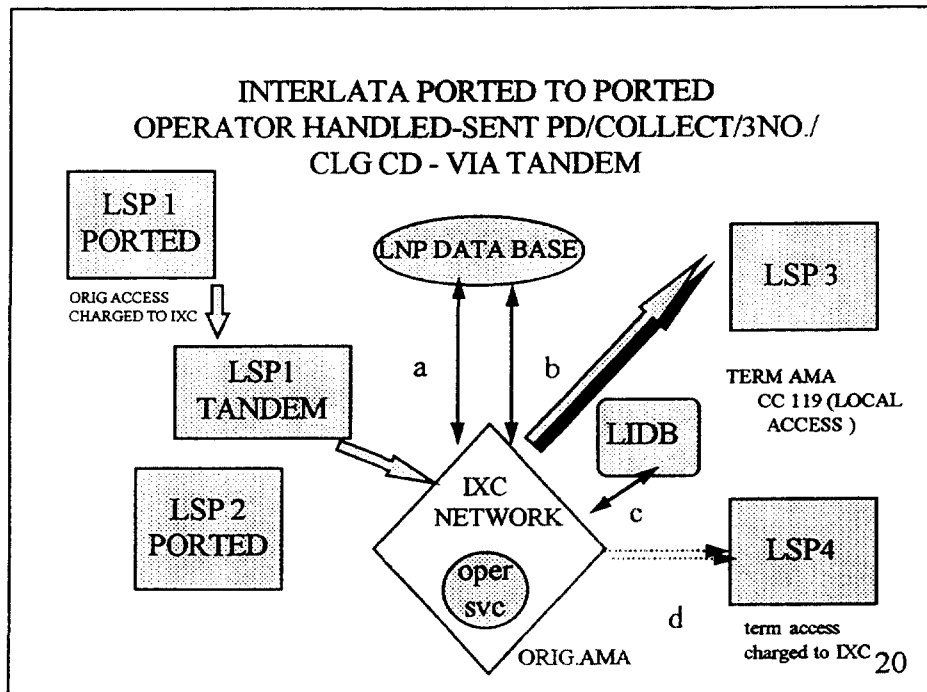 INTERLATA PORTED TO PORTED
OPERATOR HANDLED-SENT PD/COLLECT/3NO./
CLG CD - VIA TANDEM
LSP 1
PORTED
ORIG ACCESS
CHARGED TO IXC
LSP1
TANDEM
LSP 2
PORTED
LNP DATA BASE
a
b
IXC
NETWORK
oper
svc
ORIG.AMA
LSP 3
TERM AMA
CC 119 (LOCAL
ACCESS )
LIDB
c
LSP4
d
term access
charged to IXC
20